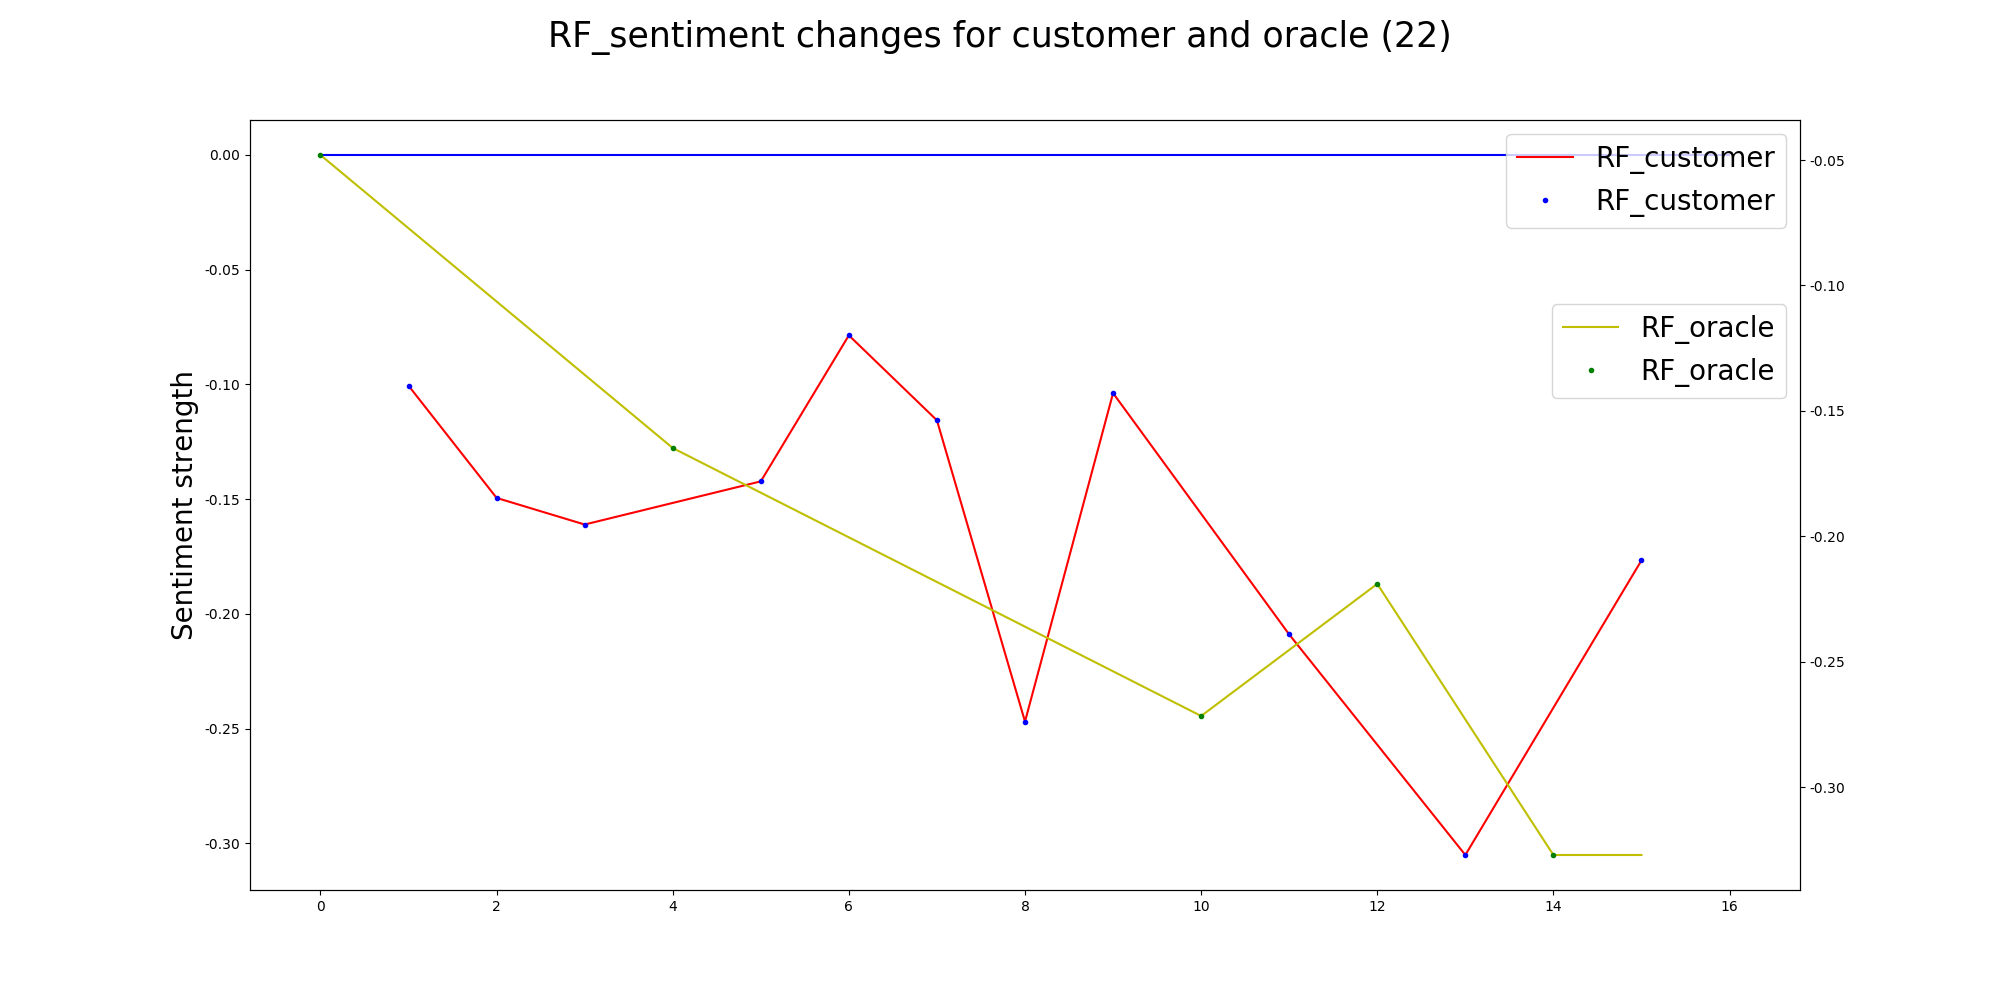 RF_sentiment changes for customer and oracle (22)
Sentiment strength
0.00
-0.05
-0.10
-0.15
-0.20
-0.25
-0.30
RF_customer
RF_customer
RF_oracle
RF_oracle
-0.05
-0.10
-0.15
-0.20
-0.25
-0.30
0 2 4 6 8 10 12 14 16